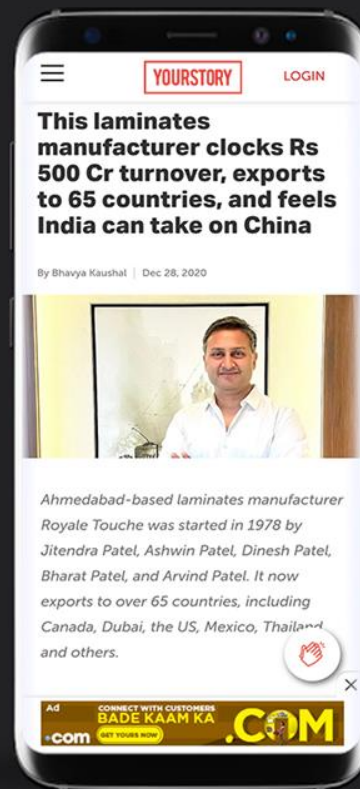 YOURSTORY
LOGIN
This laminates
manufacturer clocks Rs
500 Cr turnover, exports
to 65 countries, and feels
India can take on China
By Bhavya Kaushal | Dec 28, 2020
Ahmedabad-based laminates manufacturer
Royale Touche was started in 1978 by
Jitendra Patel, Ashwin Patel, Dinesh Patel,
Bharat Patel, and Arvind Patel. It now
exports to over 65 countries, including
Canada, Dubai, the US, Mexico, Thailand
and others.
Ad
CONNECT WITH CUSTOMERS
BADE KAAM KA
.com
GET YOURS NOW
.COM